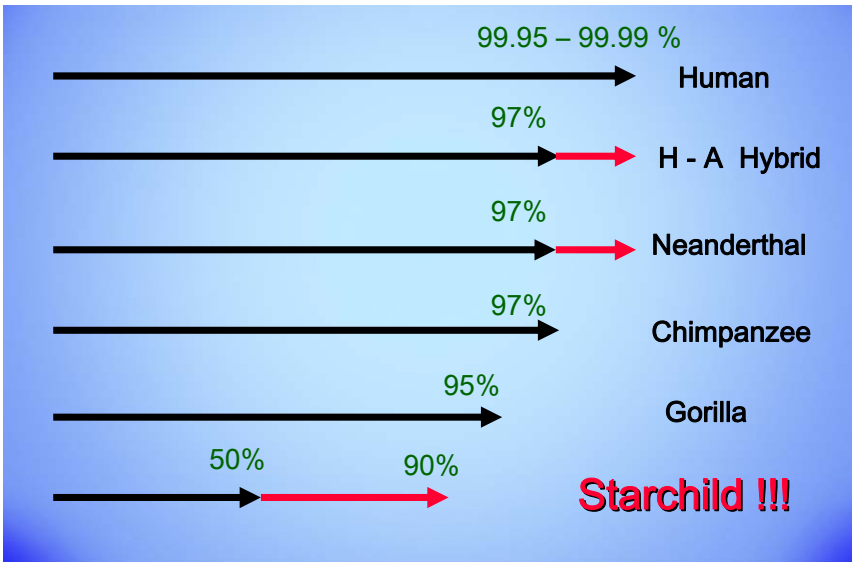 99.95 – 99.99 %
Human
97%
H - A Hybrid
97%
Neanderthal
97%
Chimpanzee
95%
Gorilla
50% 90%
Starchild !!!